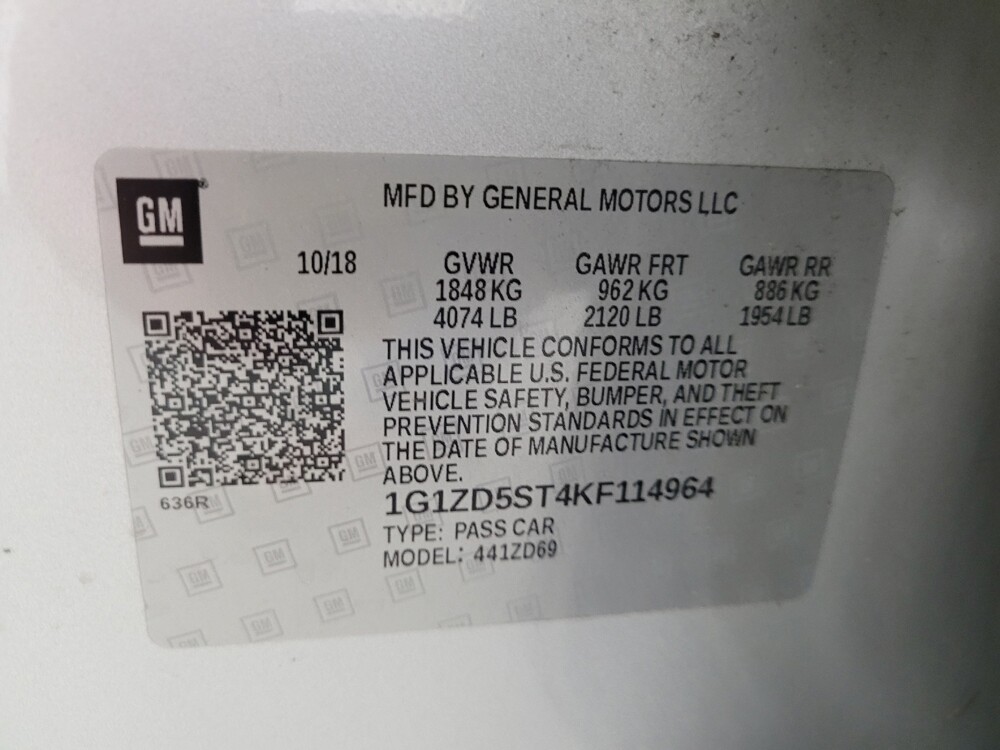 GM
MFD BY GENERAL MOTORS LLC
10/18 GVWR GAWR FRT GAWR RR
1848 KG 962 KG 886 KG
4074 LB 2120 LB 1954 LB
THIS VEHICLE CONFORMS TO ALL
APPLICABLE U.S. FEDERAL MOTOR
VEHICLE SAFETY, BUMPER, AND THEFT
PREVENTION STANDARDS IN EFFECT ON
THE DATE OF MANUFACTURE SHOWN
ABOVE.
636R
1G1ZD5ST4KF114964
TYPE: PASS CAR
MODEL: 441ZD69